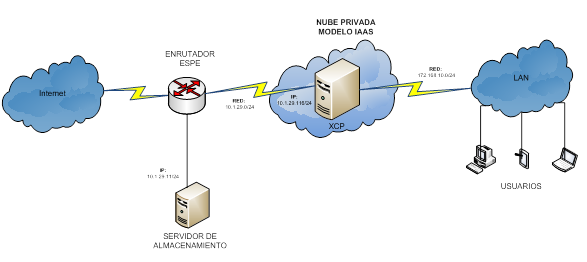 NUBE PRIVADA
MODELO IAAS
ENRUTADOR
ESPE
Internet
RED:
10.1.29.0/24
IP:
10.1.29.116/24
XCP
RED:
172.168.10.0/24
LAN
IP:
10.1.29.11/24
SERVIDOR DE
ALMACENAMIENTO
USUARIOS